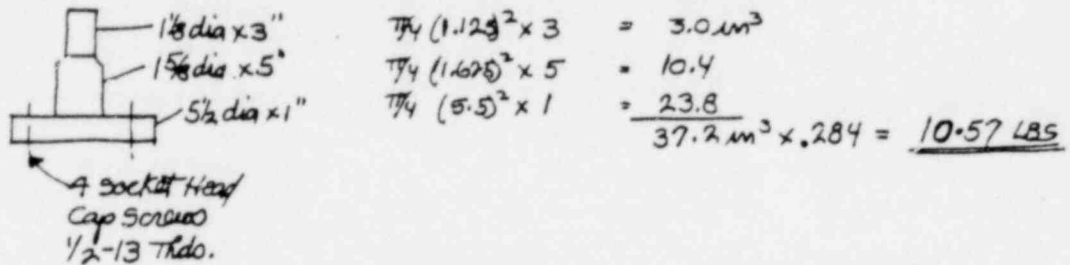 1⅛ dia x 3" π/4 (1.125)² x 3 = 3.0 in³
1⅝ dia x 5" π/4 (1.625)² x 5 = 10.4
5½ dia x 1" π/4 (5.5)² x 1 = 23.8
37.2 in³ x .284 = 10.57 LBS
4 Socket Head
Cap Screws
1/2-13 Thds.